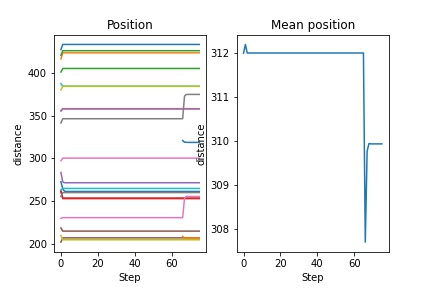 Position
Mean position
distance
400
350
300
250
200
0 20 40 60
Step
distance
312
311
310
309
308
0 20 40 60
Step